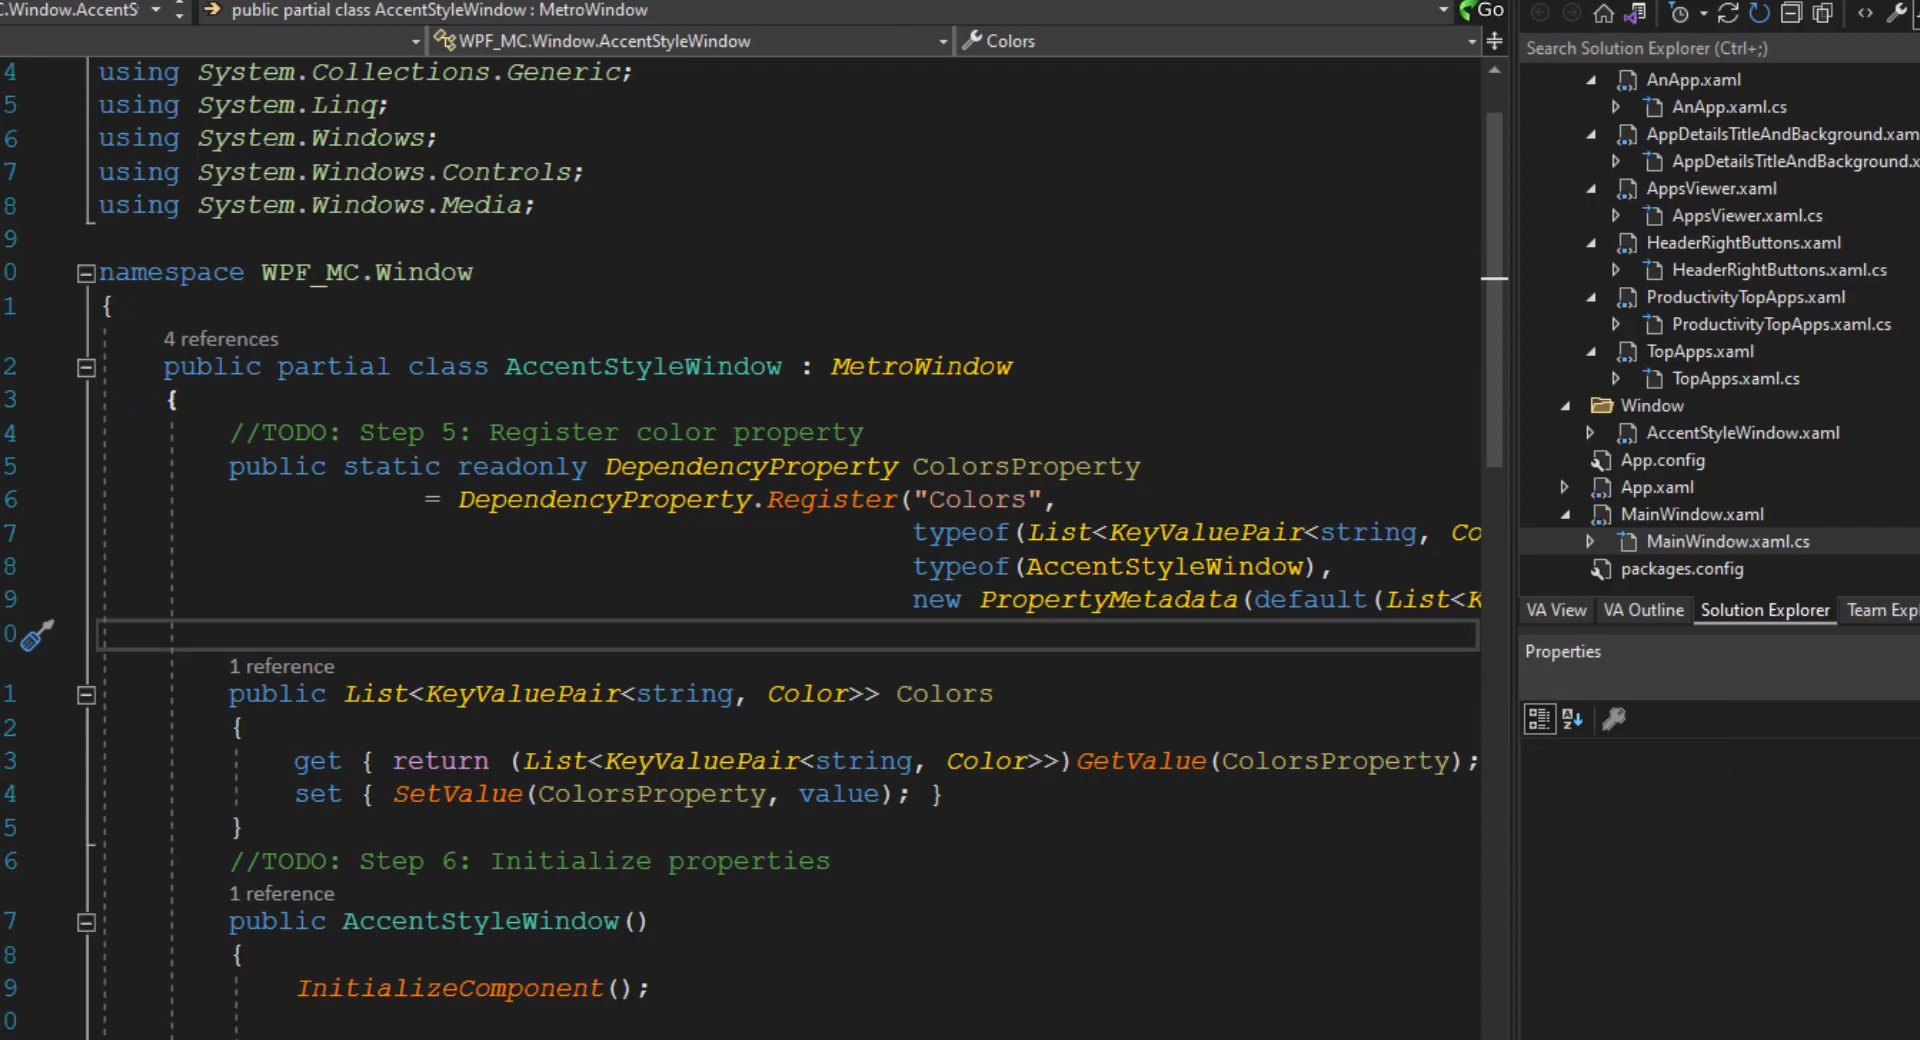 C.Window.AccentS
public partial class AccentStyleWindow : MetroWindow
Go
WPF_MC.Window.AccentStyleWindow
Colors
4 using System.Collections.Generic;
5 using System.Linq;
6 using System.Windows;
7 using System.Windows.Controls;
8 using System.Windows.Media;
9
0 namespace WPF_MC.Window
1 {
4 references
2 public partial class AccentStyleWindow : MetroWindow
3 {
4 //TODO: Step 5: Register color property
5 public static readonly DependencyProperty ColorsProperty
6 = DependencyProperty.Register("Colors",
7 typeof(List<KeyValuePair<string, Co
8 typeof(AccentStyleWindow),
9 new PropertyMetadata(default(List<K
0
1 reference
1 public List<KeyValuePair<string, Color>> Colors
2 {
3 get { return (List<KeyValuePair<string, Color>>)GetValue(ColorsProperty);
4 set { SetValue(ColorsProperty, value); }
5 }
6 //TODO: Step 6: Initialize properties
1 reference
7 public AccentStyleWindow()
8 {
9 InitializeComponent();
0
Search Solution Explorer (Ctrl+;)
AnApp.xaml
AnApp.xaml.cs
AppDetailsTitleAndBackground.xam
AppDetailsTitleAndBackground.x
AppsViewer.xaml
AppsViewer.xaml.cs
HeaderRightButtons.xaml
HeaderRightButtons.xaml.cs
ProductivityTopApps.xaml
ProductivityTopApps.xaml.cs
TopApps.xaml
TopApps.xaml.cs
Window
AccentStyleWindow.xaml
App.config
App.xaml
MainWindow.xaml
MainWindow.xaml.cs
packages.config
VA View VA Outline Solution Explorer Team Expl
Properties